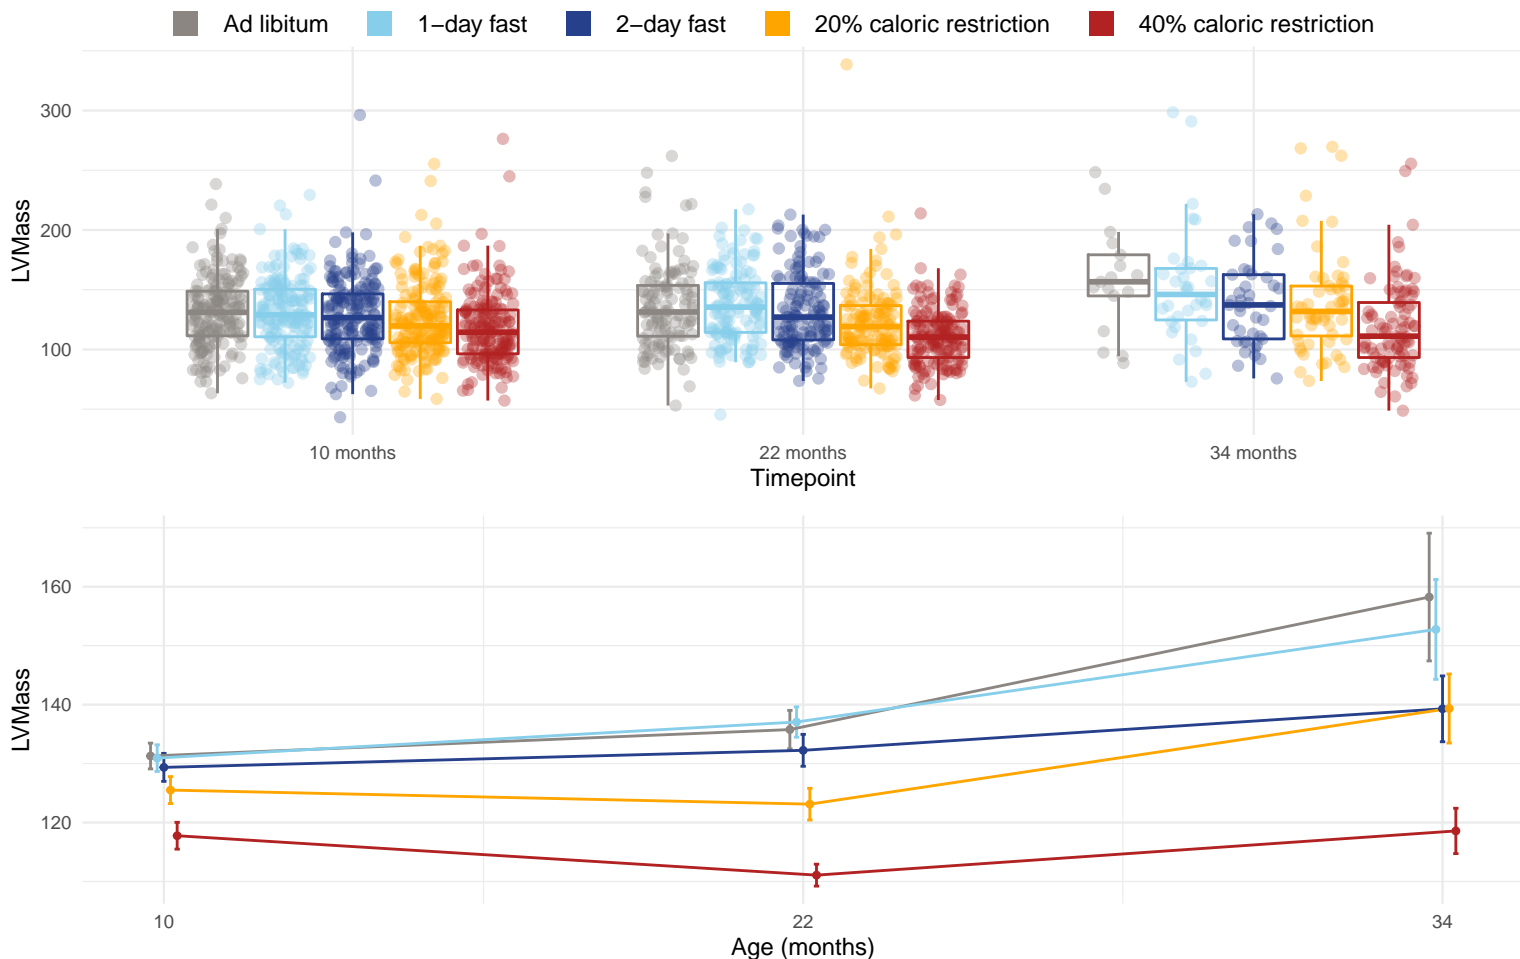 Ad libitum 1−day fast 2−day fast 20% caloric restriction 40% caloric restriction
300
200
100
LVMass
10 months 22 months 34 months
Timepoint
160
140
120
LVMass
10 22 34
Age (months)